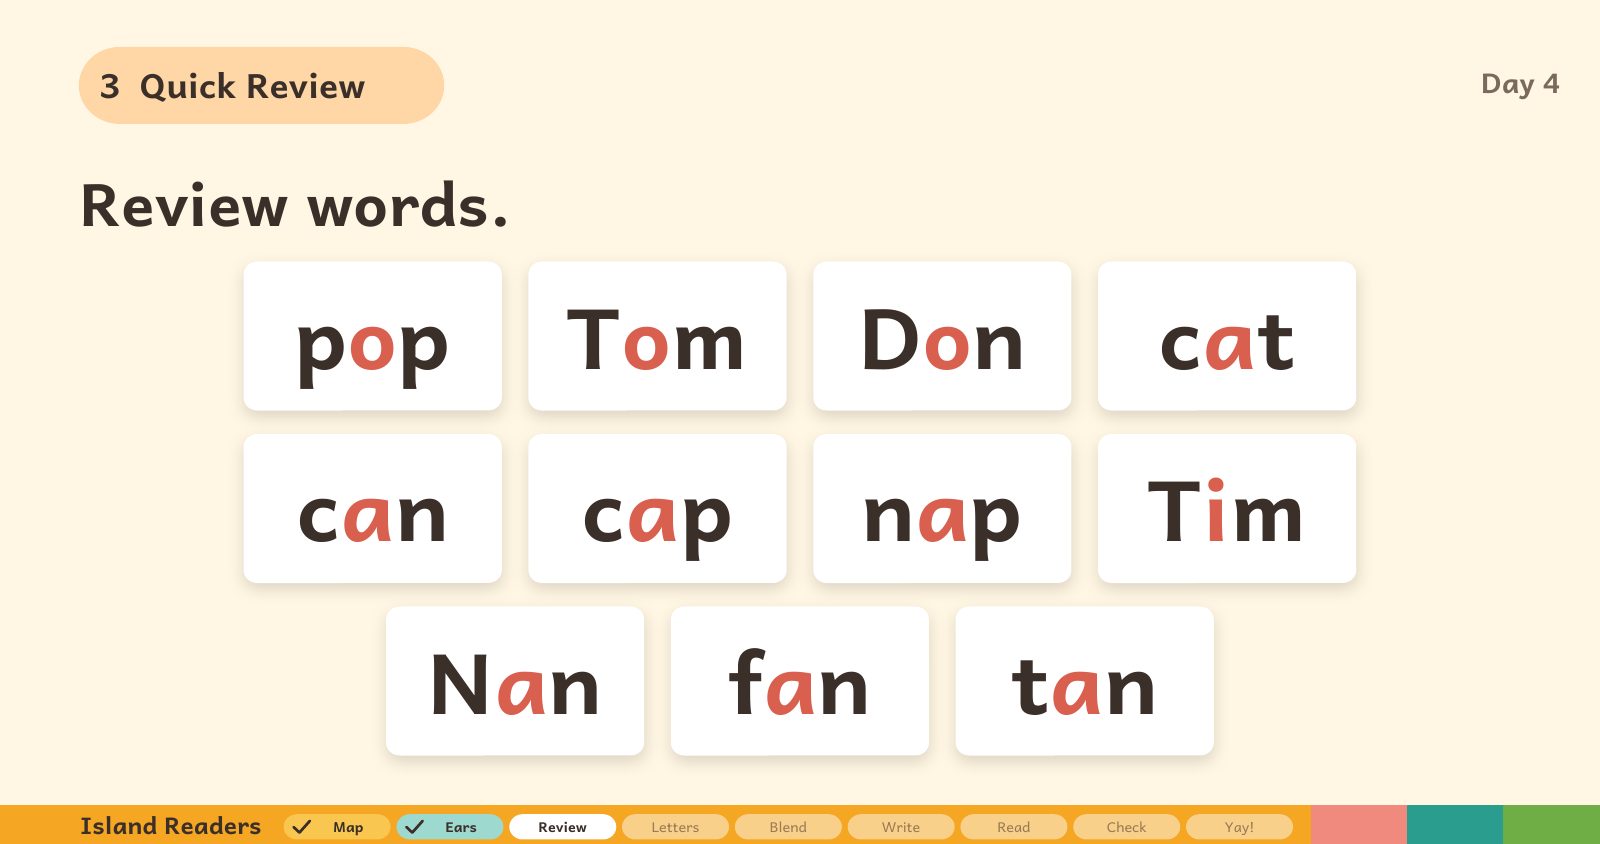 3 Quick Review
Day 4
Review words.
pop Tom Don cat
can cap nap Tim
Nan fan tan
Island Readers Map Ears Review Letters Blend Write Read Check Yay!